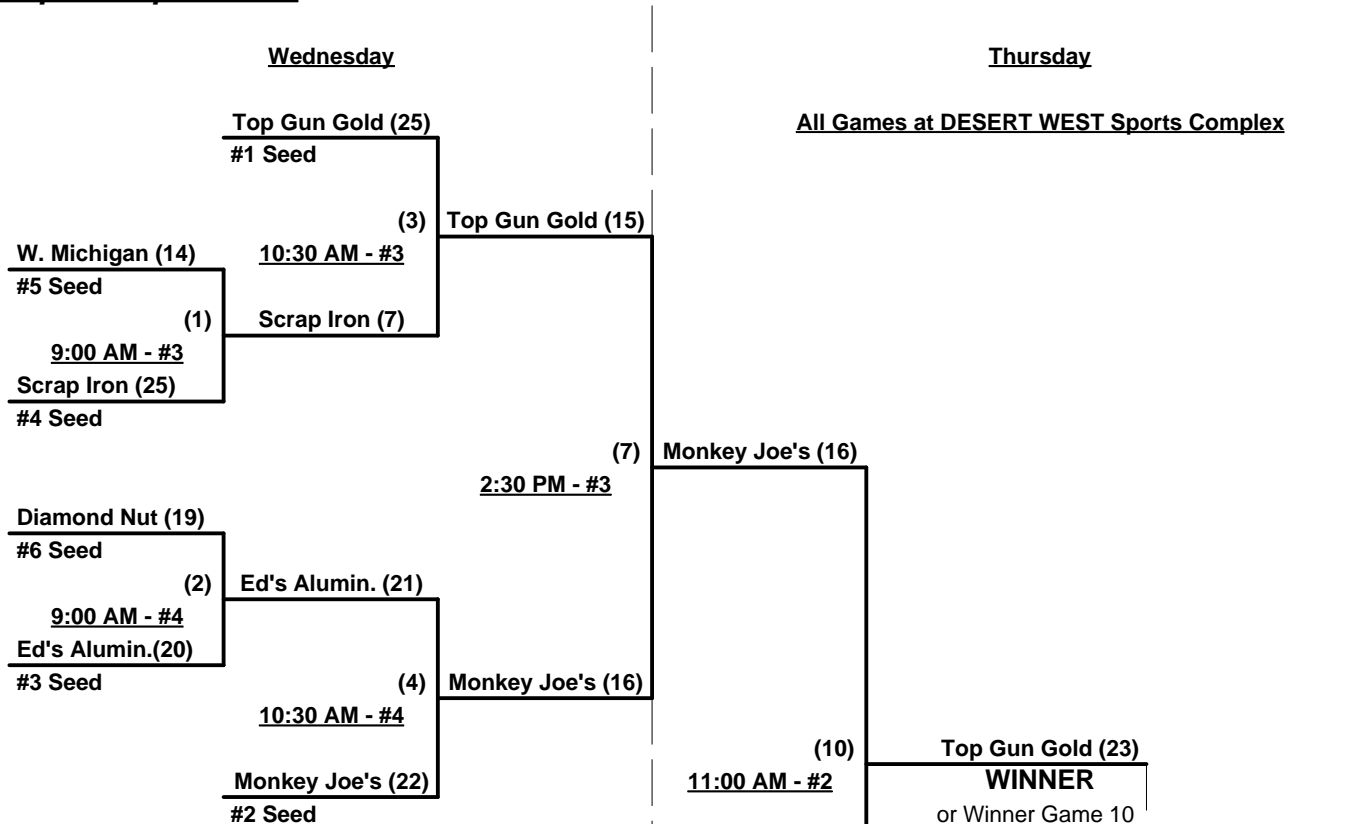 Wednesday
Thursday
Top Gun Gold (25)
All Games at DESERT WEST Sports Complex
#1 Seed
(3)
Top Gun Gold (15)
W. Michigan (14)
10:30 AM - #3
#5 Seed
(1)
Scrap Iron (7)
9:00 AM - #3
Scrap Iron (25)
#4 Seed
(7)
Monkey Joe's (16)
2:30 PM - #3
Diamond Nut (19)
#6 Seed
(2)
Ed's Alumin. (21)
9:00 AM - #4
Ed's Alumin.(20)
#3 Seed
(4)
Monkey Joe's (16)
10:30 AM - #4
(10)
Top Gun Gold (23)
Monkey Joe's (22)
11:00 AM - #2
WINNER
#2 Seed
or Winner Game 10